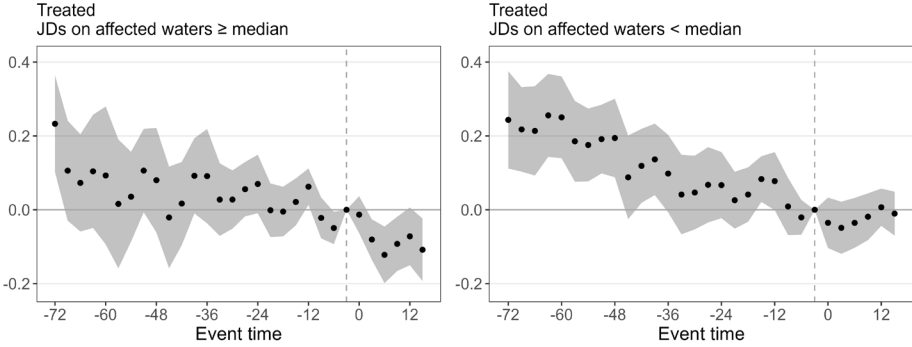 Treated
JDs on affected waters ≥ median
0.4
0.2
0.0
-0.2
-72 -60 -48 -36 -24 -12 0 12
Event time
Treated
JDs on affected waters < median
0.4
0.2
0.0
-0.2
-72 -60 -48 -36 -24 -12 0 12
Event time